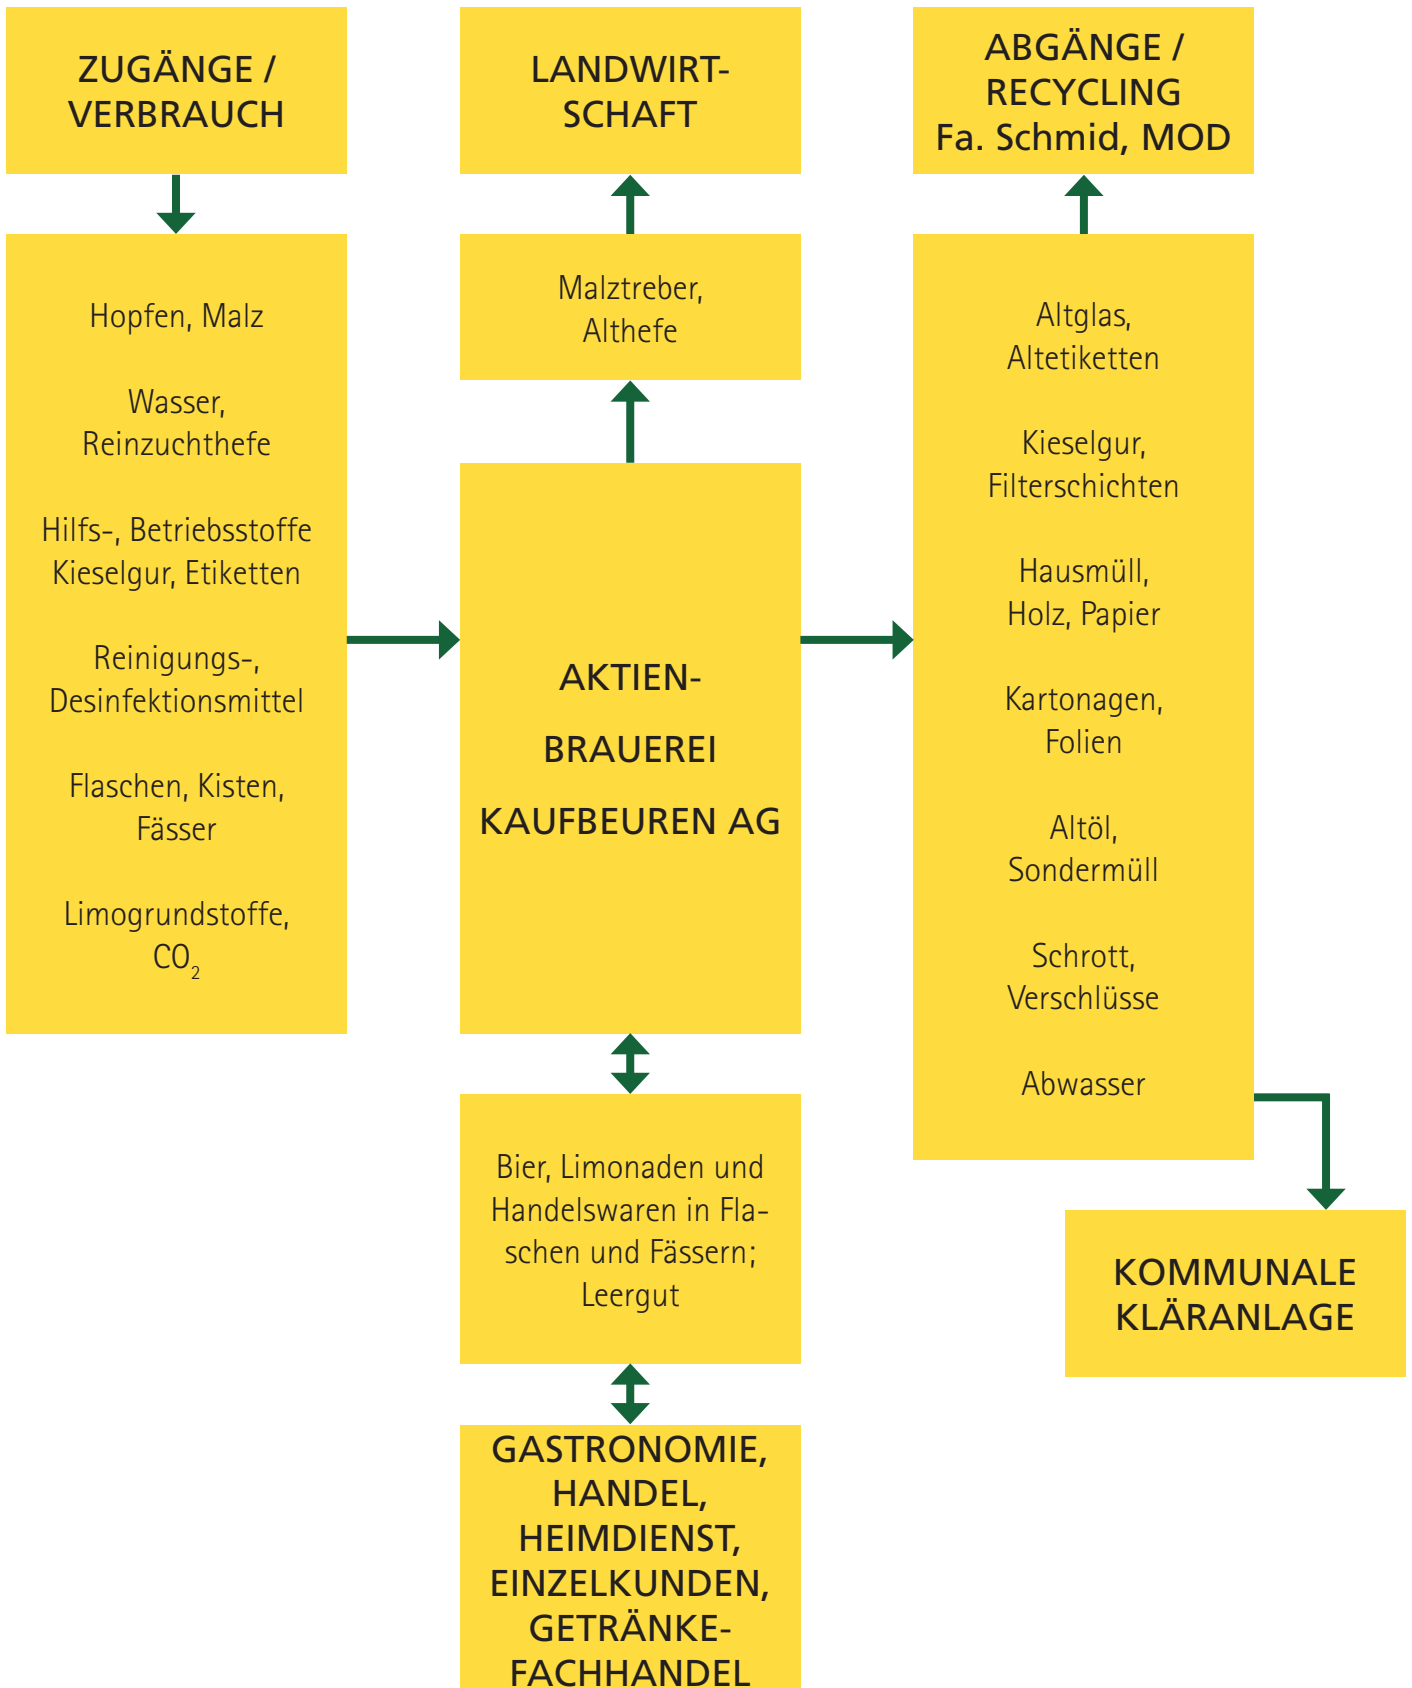 ZUGÄNGE /
VERBRAUCH
Hopfen, Malz
Wasser,
Reinzuchthefe
Hilfs-, Betriebsstoffe
Kieselgur, Etiketten
Reinigungs-,
Desinfektionsmittel
Flaschen, Kisten,
Fässer
Limogrundstoffe,
CO₂
LANDWIRT-
SCHAFT
Malztreber,
Althefe
AKTIEN-
BRAUEREI
KAUFBEUREN AG
Bier, Limonaden und
Handelswaren in Fla-
schen und Fässern;
Leergut
GASTRONOMIE,
HANDEL,
HEIMDIENST,
EINZELKUNDEN,
GETRÄNKE-
FACHHANDEL
ABGÄNGE /
RECYCLING
Fa. Schmid, MOD
Altglas,
Altetiketten
Kieselgur,
Filterschichten
Hausmüll,
Holz, Papier
Kartonagen,
Folien
Altöl,
Sondermüll
Schrott,
Verschlüsse
Abwasser
KOMMUNALE
KLÄRANLAGE